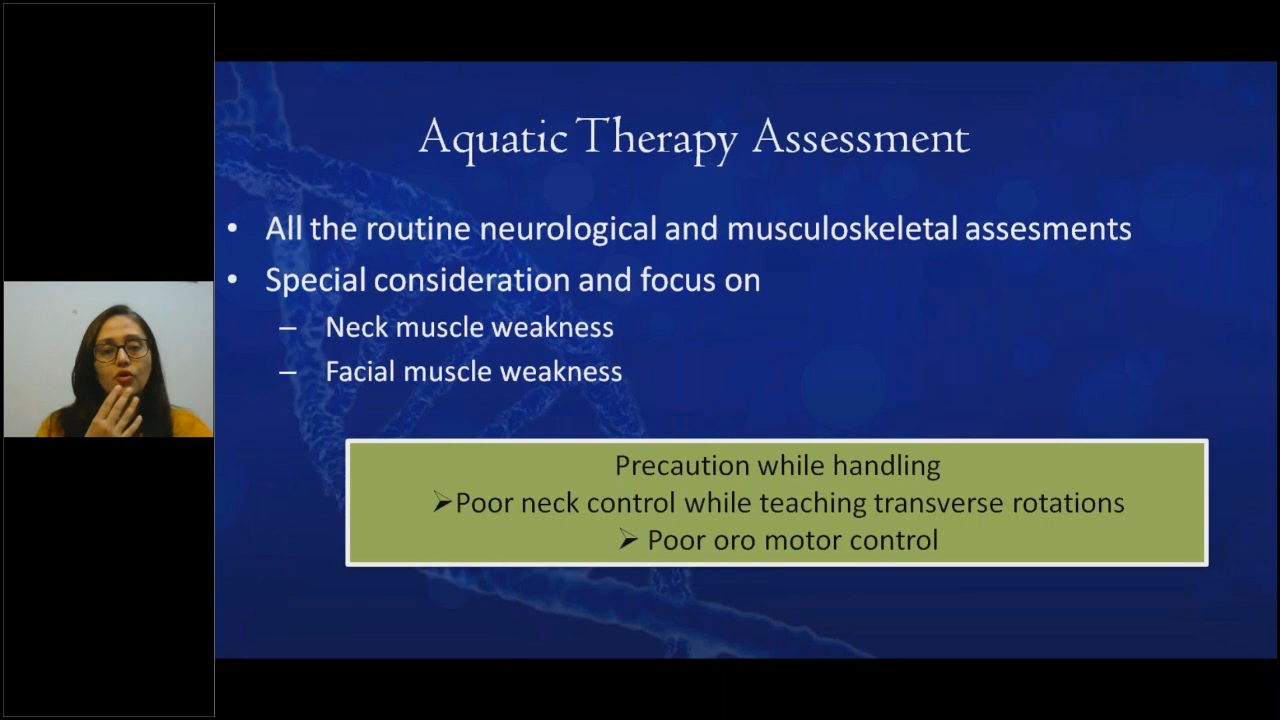 Aquatic Therapy Assessment
• All the routine neurological and musculoskeletal assesments
• Special consideration and focus on
– Neck muscle weakness
– Facial muscle weakness
Precaution while handling
➢Poor neck control while teaching transverse rotations
➢ Poor oro motor control